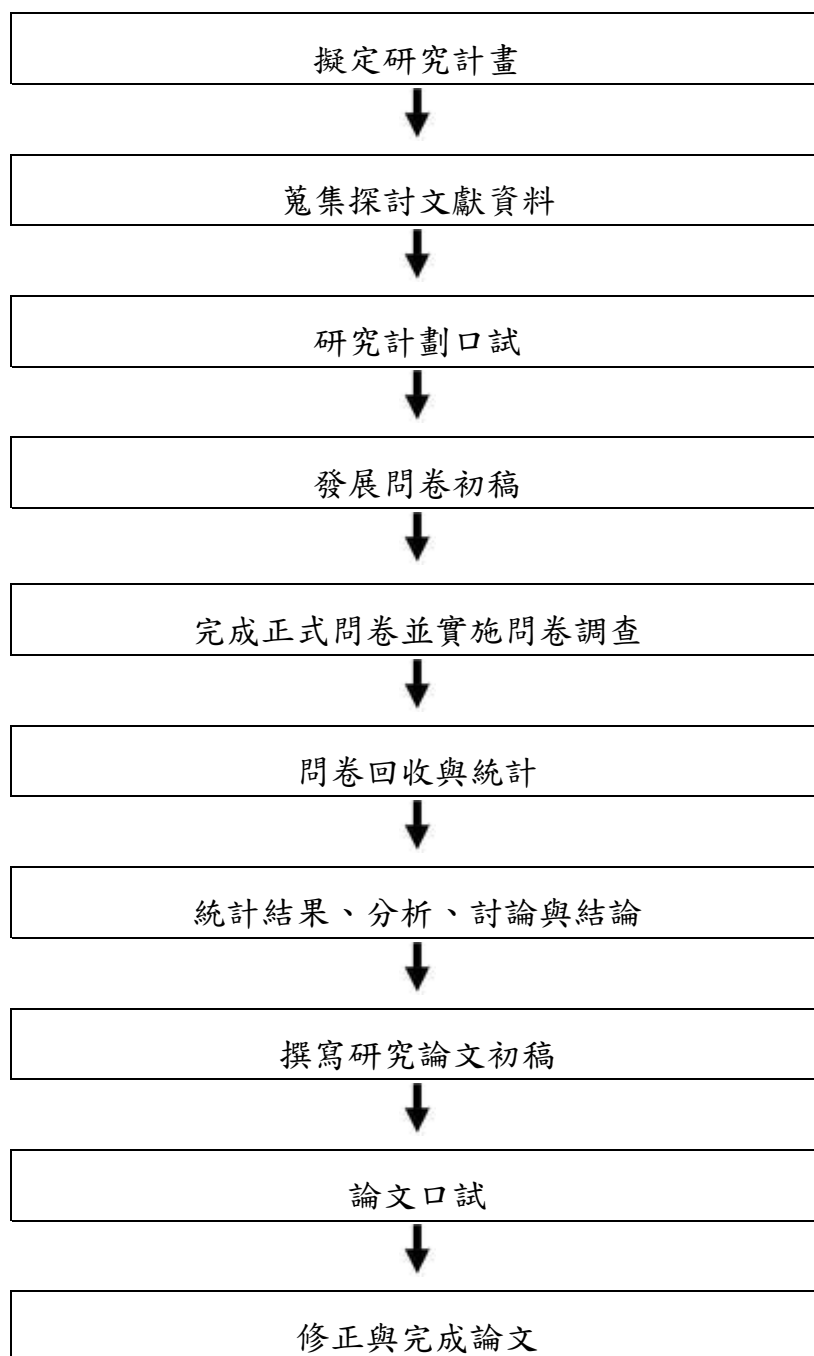 擬定研究計畫
蒐集探討文獻資料
研究計劃口試
發展問卷初稿
完成正式問卷並實施問卷調查
問卷回收與統計
統計結果、分析、討論與結論
撰寫研究論文初稿
論文口試
修正與完成論文